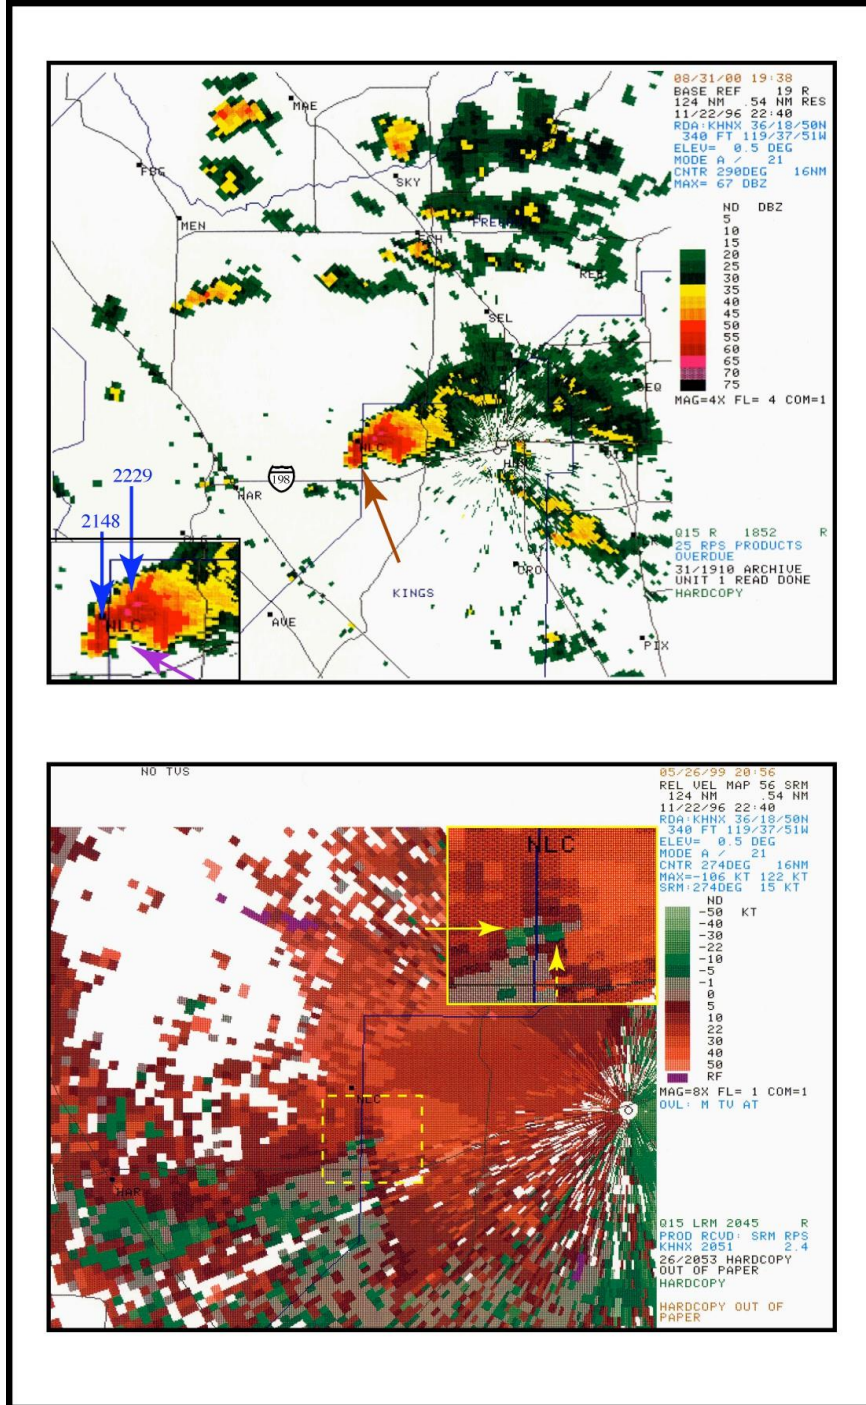 08/31/00 19:38
BASE REF 19 R
124 NM .54 NM RES
11/22/96 22:40
RDA:KHNX 36/18/50N
340 FT 119/37/51W
ELEV= 0.5 DEG
MODE A / 21
CNTR 290DEG 16NM
MAX= 67 DBZ
ND DBZ
5
10
15
20
25
30
35
40
45
50
55
60
65
70
75
MAG=4X FL= 4 COM=1
Q15 R 1852 R
25 RPS PRODUCTS
OVERDUE
31/1910 ARCHIVE
UNIT 1 READ DONE
HARDCOPY
MAE
FBG
SKY
MEN
FCH
SEL
NLC
198
HAR
2229
2148
NLC
KINGS
AVE
PIX
NO TVS
05/26/99 20:56
REL VEL MAP 56 SRM
124 NM .54 NM
11/22/96 22:40
RDA:KHNX 36/18/50N
340 FT 119/37/51W
ELEV= 0.5 DEG
MODE A / 21
CNTR 274DEG 16NM
MAX=-106 KT 122 KT
SRM:274DEG 15 KT
ND
-50 KT
-40
-30
-22
-10
-5
-1
0
5
10
22
30
40
50
RF
MAG=8X FL= 1 COM=1
OVL: M TV AT
Q15 LRM 2045 R
PROD RCVD: SRM RPS
KHNX 2051 2.4
26/2053 HARDCOPY
OUT OF PAPER
HARDCOPY
HARDCOPY OUT OF
PAPER
NLC
NLC
HAR